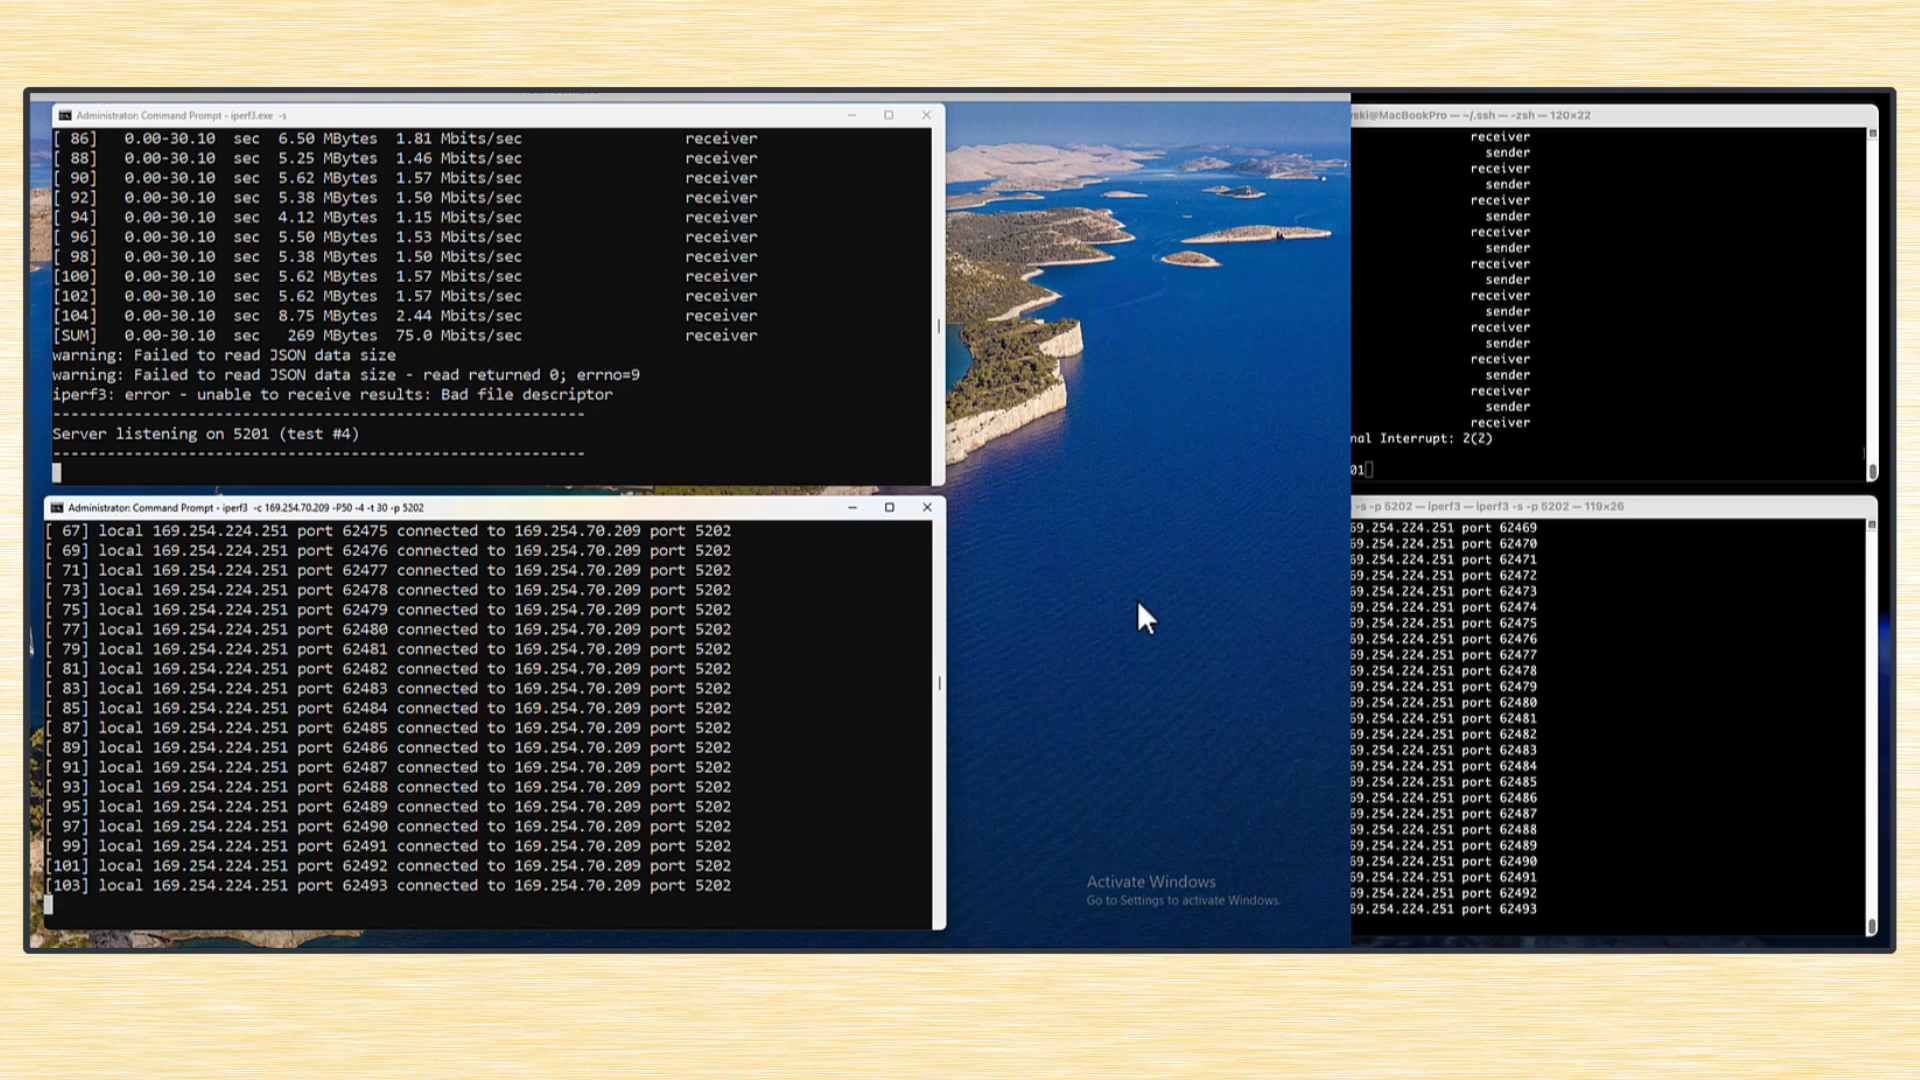 Administrator: Command Prompt - iperf3.exe -s
[ 86] 0.00-30.10 sec 6.50 MBytes 1.81 Mbits/sec receiver
[ 88] 0.00-30.10 sec 5.25 MBytes 1.46 Mbits/sec receiver
[ 90] 0.00-30.10 sec 5.62 MBytes 1.57 Mbits/sec receiver
[ 92] 0.00-30.10 sec 5.38 MBytes 1.50 Mbits/sec receiver
[ 94] 0.00-30.10 sec 4.12 MBytes 1.15 Mbits/sec receiver
[ 96] 0.00-30.10 sec 5.50 MBytes 1.53 Mbits/sec receiver
[ 98] 0.00-30.10 sec 5.38 MBytes 1.50 Mbits/sec receiver
[100] 0.00-30.10 sec 5.62 MBytes 1.57 Mbits/sec receiver
[102] 0.00-30.10 sec 5.62 MBytes 1.57 Mbits/sec receiver
[104] 0.00-30.10 sec 8.75 MBytes 2.44 Mbits/sec receiver
[SUM] 0.00-30.10 sec 269 MBytes 75.0 Mbits/sec receiver
warning: Failed to read JSON data size
warning: Failed to read JSON data size - read returned 0; errno=9
iperf3: error - unable to receive results: Bad file descriptor
-----------------------------------------------------------
Server listening on 5201 (test #4)
-----------------------------------------------------------
Administrator: Command Prompt - iperf3 -c 169.254.70.209 -P50 -4 -t 30 -p 5202
[ 67] local 169.254.224.251 port 62475 connected to 169.254.70.209 port 5202
[ 69] local 169.254.224.251 port 62476 connected to 169.254.70.209 port 5202
[ 71] local 169.254.224.251 port 62477 connected to 169.254.70.209 port 5202
[ 73] local 169.254.224.251 port 62478 connected to 169.254.70.209 port 5202
[ 75] local 169.254.224.251 port 62479 connected to 169.254.70.209 port 5202
[ 77] local 169.254.224.251 port 62480 connected to 169.254.70.209 port 5202
[ 79] local 169.254.224.251 port 62481 connected to 169.254.70.209 port 5202
[ 81] local 169.254.224.251 port 62482 connected to 169.254.70.209 port 5202
[ 83] local 169.254.224.251 port 62483 connected to 169.254.70.209 port 5202
[ 85] local 169.254.224.251 port 62484 connected to 169.254.70.209 port 5202
[ 87] local 169.254.224.251 port 62485 connected to 169.254.70.209 port 5202
[ 89] local 169.254.224.251 port 62486 connected to 169.254.70.209 port 5202
[ 91] local 169.254.224.251 port 62487 connected to 169.254.70.209 port 5202
[ 93] local 169.254.224.251 port 62488 connected to 169.254.70.209 port 5202
[ 95] local 169.254.224.251 port 62489 connected to 169.254.70.209 port 5202
[ 97] local 169.254.224.251 port 62490 connected to 169.254.70.209 port 5202
[ 99] local 169.254.224.251 port 62491 connected to 169.254.70.209 port 5202
[101] local 169.254.224.251 port 62492 connected to 169.254.70.209 port 5202
[103] local 169.254.224.251 port 62493 connected to 169.254.70.209 port 5202
Activate Windows
Go to Settings to activate Windows.
ski@MacBookPro — ~/.ssh — -zsh — 120×22
receiver
sender
receiver
sender
receiver
sender
receiver
sender
receiver
sender
receiver
sender
receiver
sender
receiver
sender
receiver
sender
receiver
nal Interrupt: 2(2)
01
-s -p 5202 — iperf3 — iperf3 -s -p 5202 — 119×26
69.254.224.251 port 62469
69.254.224.251 port 62470
69.254.224.251 port 62471
69.254.224.251 port 62472
69.254.224.251 port 62473
69.254.224.251 port 62474
69.254.224.251 port 62475
69.254.224.251 port 62476
69.254.224.251 port 62477
69.254.224.251 port 62478
69.254.224.251 port 62479
69.254.224.251 port 62480
69.254.224.251 port 62481
69.254.224.251 port 62482
69.254.224.251 port 62483
69.254.224.251 port 62484
69.254.224.251 port 62485
69.254.224.251 port 62486
69.254.224.251 port 62487
69.254.224.251 port 62488
69.254.224.251 port 62489
69.254.224.251 port 62490
69.254.224.251 port 62491
69.254.224.251 port 62492
69.254.224.251 port 62493